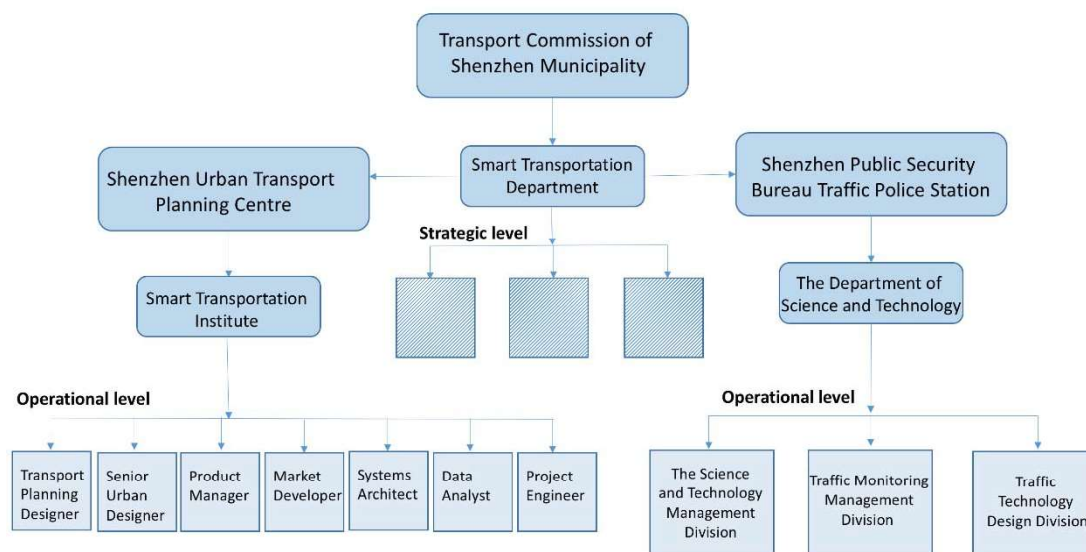 Transport Commission of
Shenzhen Municipality
Shenzhen Urban Transport
Planning Centre
Smart Transportation
Department
Shenzhen Public Security
Bureau Traffic Police Station
Strategic level
Smart Transportation
Institute
The Department of
Science and Technology
Operational level
Operational level
Transport
Planning
Designer
Senior
Urban
Designer
Product
Manager
Market
Developer
Systems
Architect
Data
Analyst
Project
Engineer
The Science
and Technology
Management
Division
Traffic Monitoring
Management
Division
Traffic
Technology
Design Division